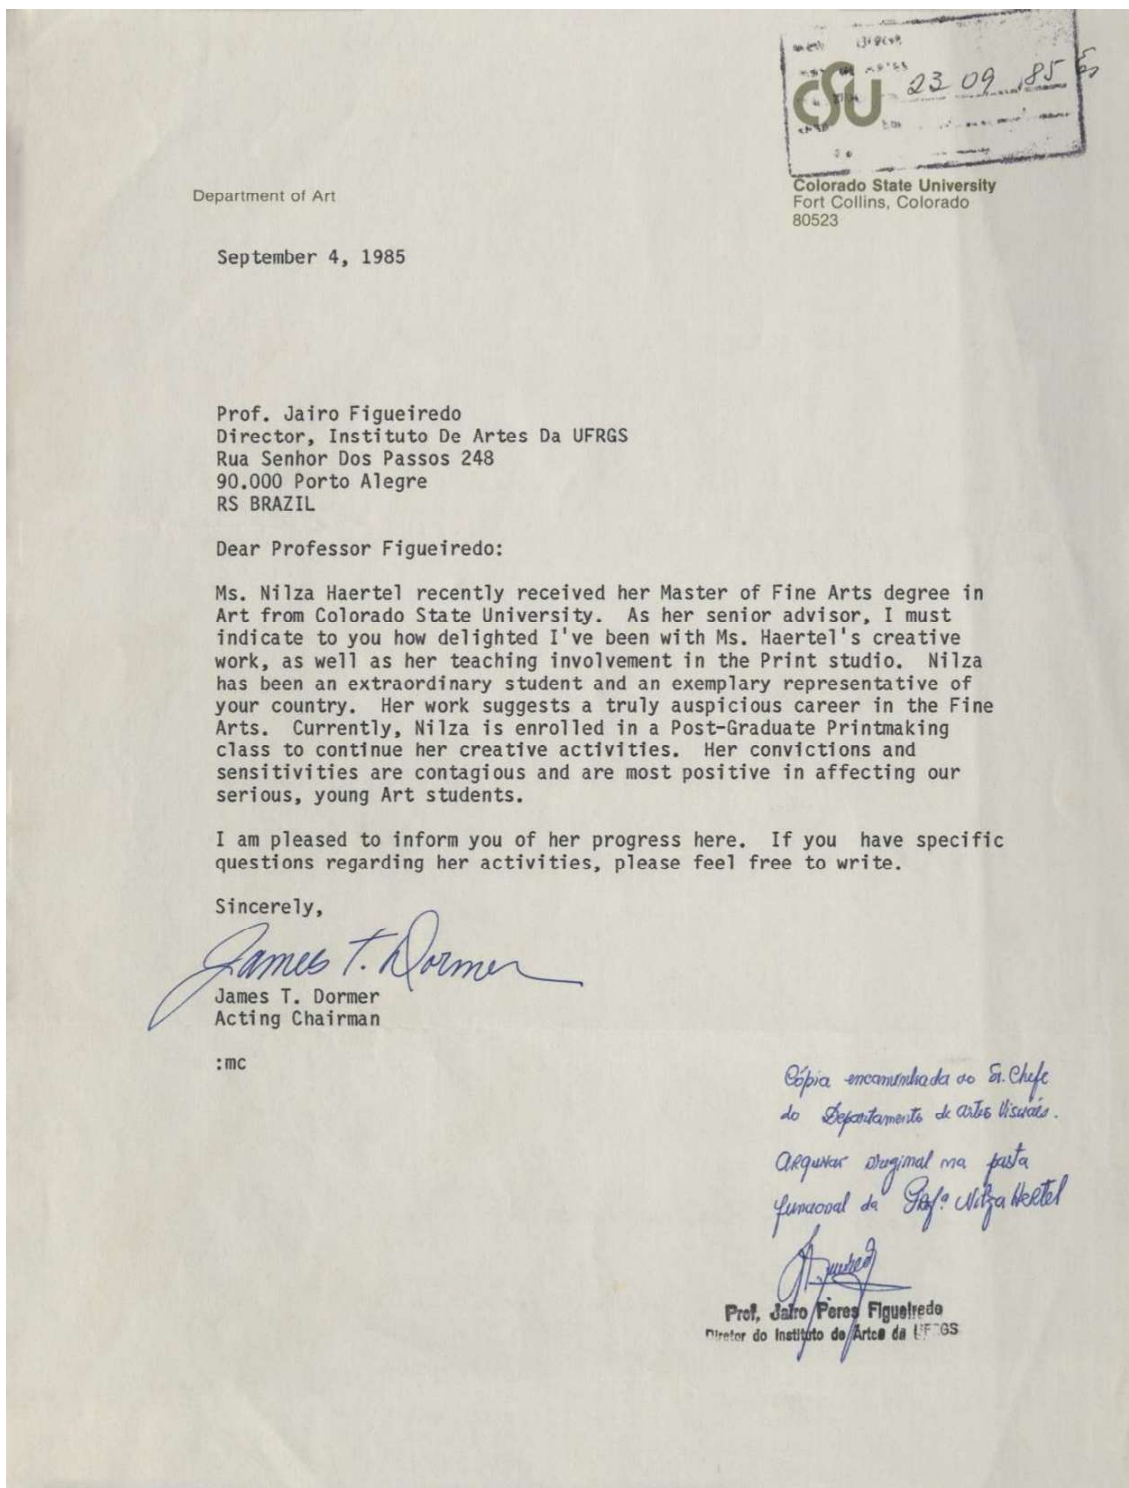 CSU
23 09 85
Department of Art
Colorado State University
Fort Collins, Colorado
80523
September 4, 1985
Prof. Jairo Figueiredo
Director, Instituto De Artes Da UFRGS
Rua Senhor Dos Passos 248
90.000 Porto Alegre
RS BRAZIL
Dear Professor Figueiredo:
Ms. Nilza Haertel recently received her Master of Fine Arts degree in
Art from Colorado State University. As her senior advisor, I must
indicate to you how delighted I've been with Ms. Haertel's creative
work, as well as her teaching involvement in the Print studio. Nilza
has been an extraordinary student and an exemplary representative of
your country. Her work suggests a truly auspicious career in the Fine
Arts. Currently, Nilza is enrolled in a Post-Graduate Printmaking
class to continue her creative activities. Her convictions and
sensitivities are contagious and are most positive in affecting our
serious, young Art students.
I am pleased to inform you of her progress here. If you have specific
questions regarding her activities, please feel free to write.
Sincerely,
James T. Dormer
James T. Dormer
Acting Chairman
:mc
Cópia encaminhada ao Sr. Chefe
do Departamento de Artes Visuais.
Arquivar original na pasta
funcional da Profª Nilza Hertel
Prof. Jairo Peres Figueiredo
Diretor do Instituto de Artes da UFRGS